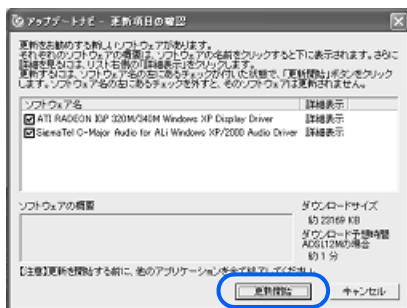 アップデートナビ - 更新項目の確認
更新をお勧めする新しいソフトウェアがあります。
それぞれのソフトウェアの概要は、ソフトウェアの名前をクリックすると下に表示されます。さらに
詳細を見るには、リスト右側の「詳細表示」をクリックします。
更新するには、ソフトウェア名の左にあるチェックが付いた状態で、「更新開始」ボタンをクリック
します。ソフトウェア名の左にあるチェックを外すと、そのソフトウェアは更新されません。
ソフトウェア名 詳細表示
ATI RADEON IGP 320M/340M Windows XP Display Driver 詳細表示
SigmaTel C-Major Audio for ALi Windows XP/2000 Audio Driver 詳細表示
ソフトウェアの概要
ダウンロードサイズ
約 23169 KB
ダウンロード予想時間
ADSL12Mの場合
約 1 分
【注意】更新を開始する前に、他のアプリケーションを全て終了してください。
更新開始 キャンセル